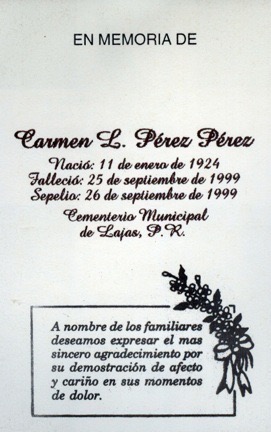 EN MEMORIA DE
Carmen L. Pérez Pérez
Nació: 11 de enero de 1924
Falleció: 25 de septiembre de 1999
Sepelio: 26 de septiembre de 1999
Cementerio Municipal
de Lajas, P.R.
A nombre de los familiares
deseamos expresar el mas
sincero agradecimiento por
su demostración de afecto
y cariño en sus momentos
de dolor.